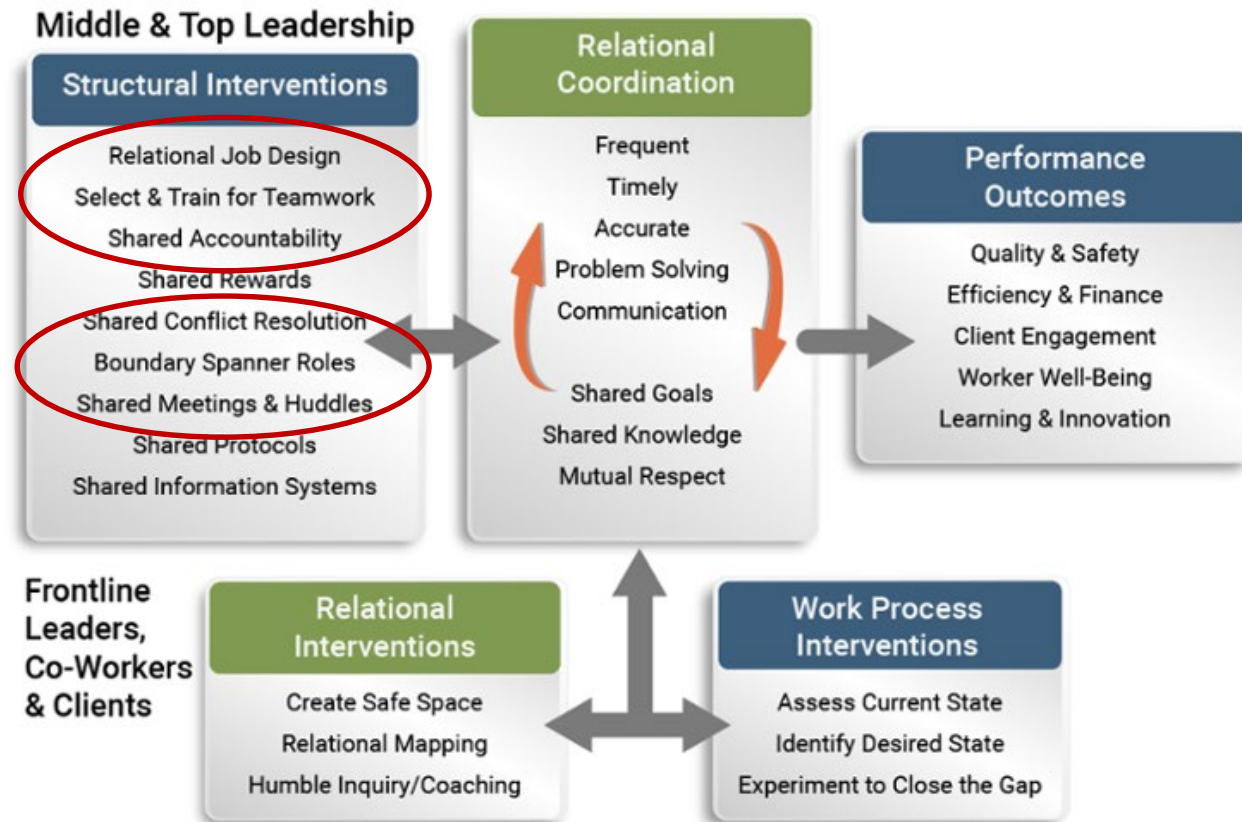 Middle & Top Leadership
Structural Interventions
Relational Job Design
Select & Train for Teamwork
Shared Accountability
Shared Rewards
Shared Conflict Resolution
Boundary Spanner Roles
Shared Meetings & Huddles
Shared Protocols
Shared Information Systems
Relational
Coordination
Frequent
Timely
Accurate
Problem Solving
Communication
Shared Goals
Shared Knowledge
Mutual Respect
Performance
Outcomes
Quality & Safety
Efficiency & Finance
Client Engagement
Worker Well-Being
Learning & Innovation
Frontline
Leaders,
Co-Workers
& Clients
Relational
Interventions
Create Safe Space
Relational Mapping
Humble Inquiry/Coaching
Work Process
Interventions
Assess Current State
Identify Desired State
Experiment to Close the Gap